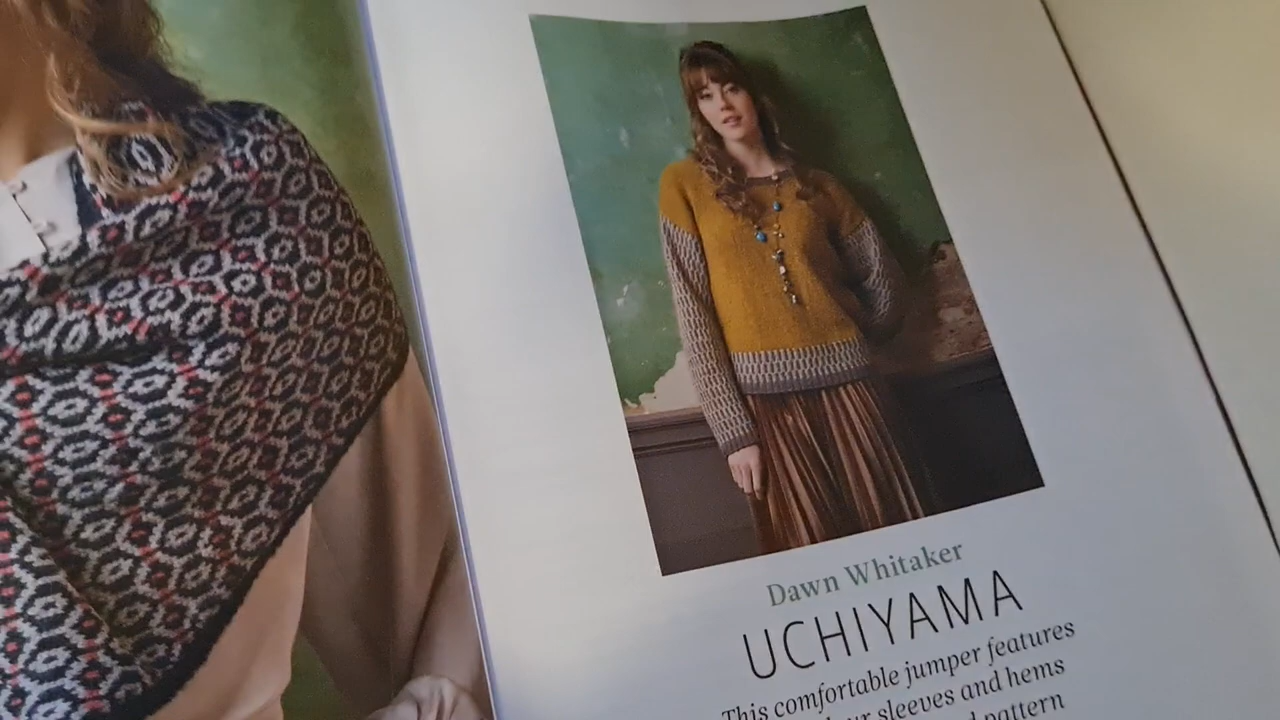 Dawn Whitaker
UCHIYAMA
This comfortable jumper features
sleeves and hems
pattern